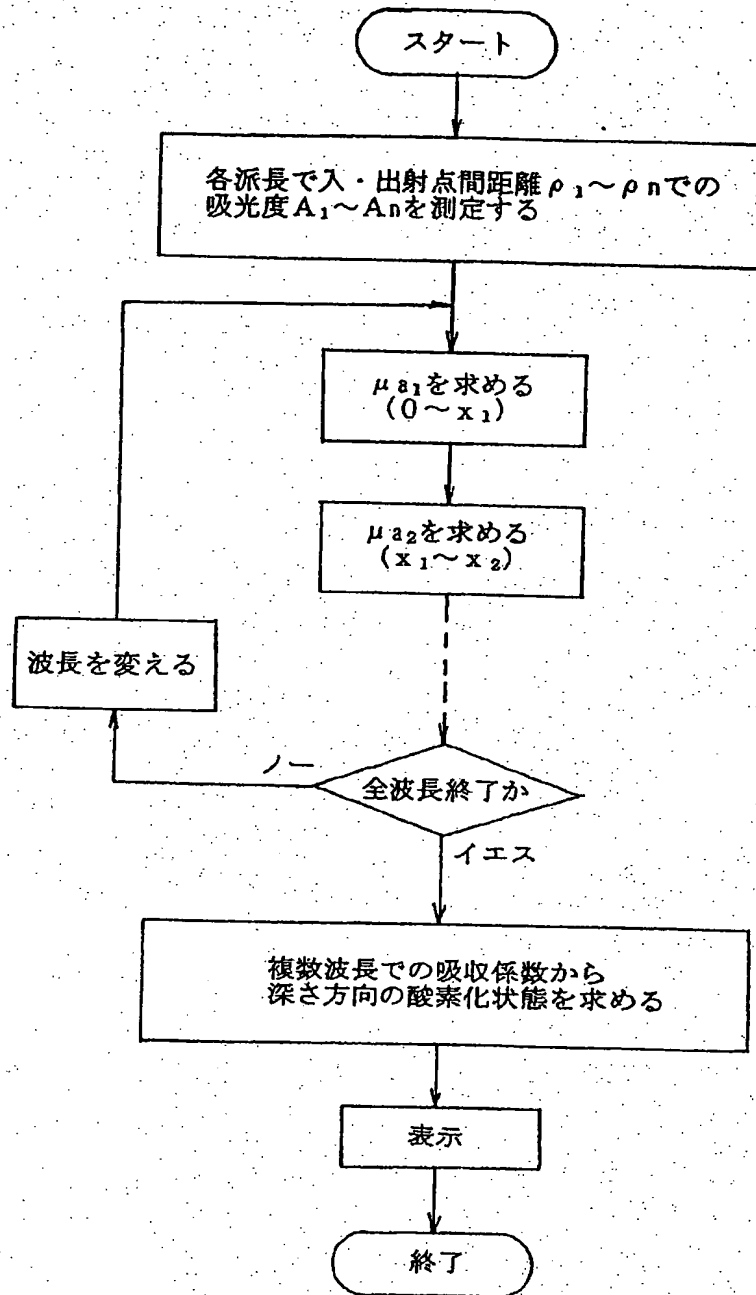 スタート
各派長で入・出射点間距離ρ₁～ρnでの
吸光度A₁～Anを測定する
μa₁を求める
(0～x₁)
μa₂を求める
(x₁～x₂)
波長を変える
ノー
全波長終了か
イエス
複数波長での吸収係数から
深さ方向の酸素化状態を求める
表示
終了